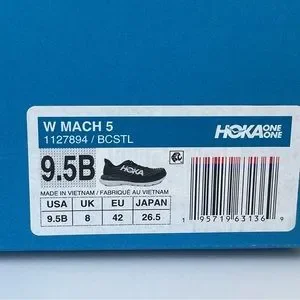 W MACH 5
1127894 / BCSTL
HOKA ONE ONE
9.5B
HOKA
MADE IN VIETNAM / FABRIQUÉ AU VIETNAM
USA UK EU JAPAN
9.5B 8 42 26.5
1 95719 63136 9